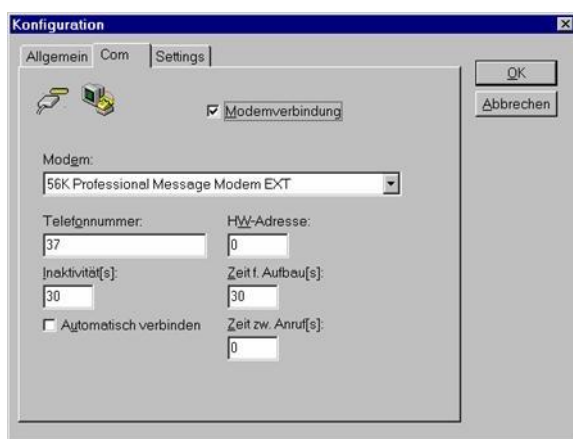 Konfiguration
Allgemein Com Settings
OK
Abbrechen
Modemverbindung
Modem:
56K Professional Message Modem EXT
Telefonnummer: HW-Adresse:
37 0
Inaktivität[s]: Zeit f. Aufbau[s]:
30 30
Automatisch verbinden Zeit zw. Anruf[s]:
0